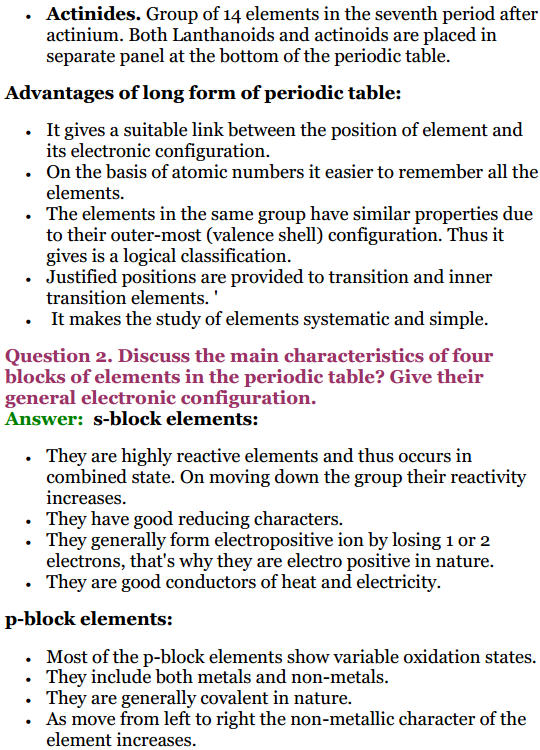 • Actinides. Group of 14 elements in the seventh period after
actinium. Both Lanthanoids and actinoids are placed in
separate panel at the bottom of the periodic table.
Advantages of long form of periodic table:
• It gives a suitable link between the position of element and
its electronic configuration.
• On the basis of atomic numbers it easier to remember all the
elements.
• The elements in the same group have similar properties due
to their outer-most (valence shell) configuration. Thus it
gives is a logical classification.
• Justified positions are provided to transition and inner
transition elements. '
• It makes the study of elements systematic and simple.
Question 2. Discuss the main characteristics of four
blocks of elements in the periodic table? Give their
general electronic configuration.
Answer: s-block elements:
• They are highly reactive elements and thus occurs in
combined state. On moving down the group their reactivity
increases.
• They have good reducing characters.
• They generally form electropositive ion by losing 1 or 2
electrons, that's why they are electro positive in nature.
• They are good conductors of heat and electricity.
p-block elements:
• Most of the p-block elements show variable oxidation states.
• They include both metals and non-metals.
• They are generally covalent in nature.
• As move from left to right the non-metallic character of the
element increases.